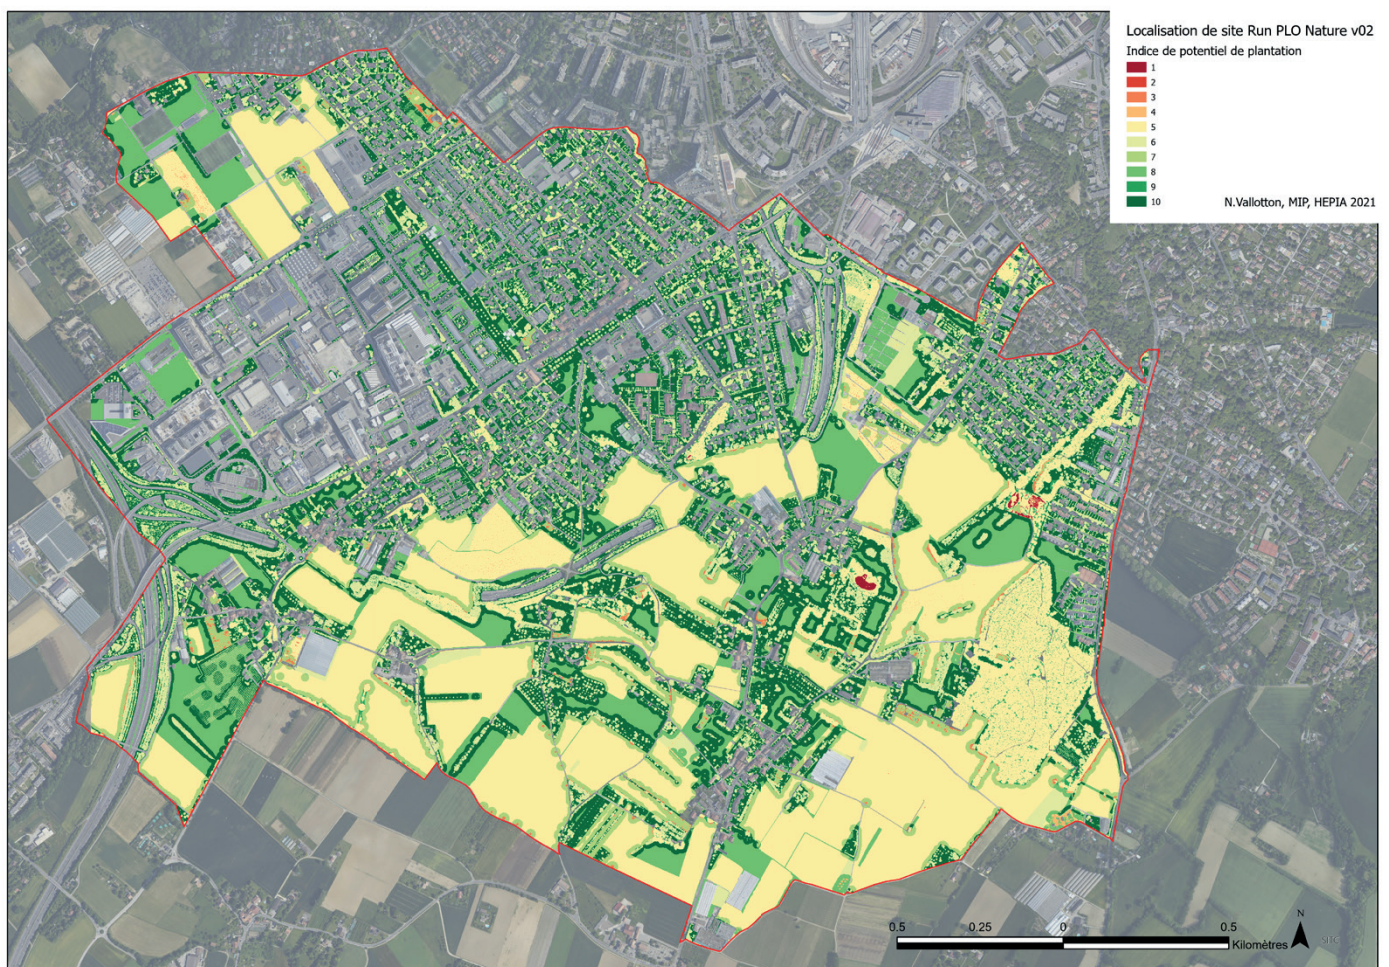 Localisation de site Run PLO Nature v02
Indice de potentiel de plantation
1
2
3
4
5
6
7
8
9
10
N.Vallotton, MIP, HEPIA 2021
0.5 0.25 0 0.5
Kilomètres
N